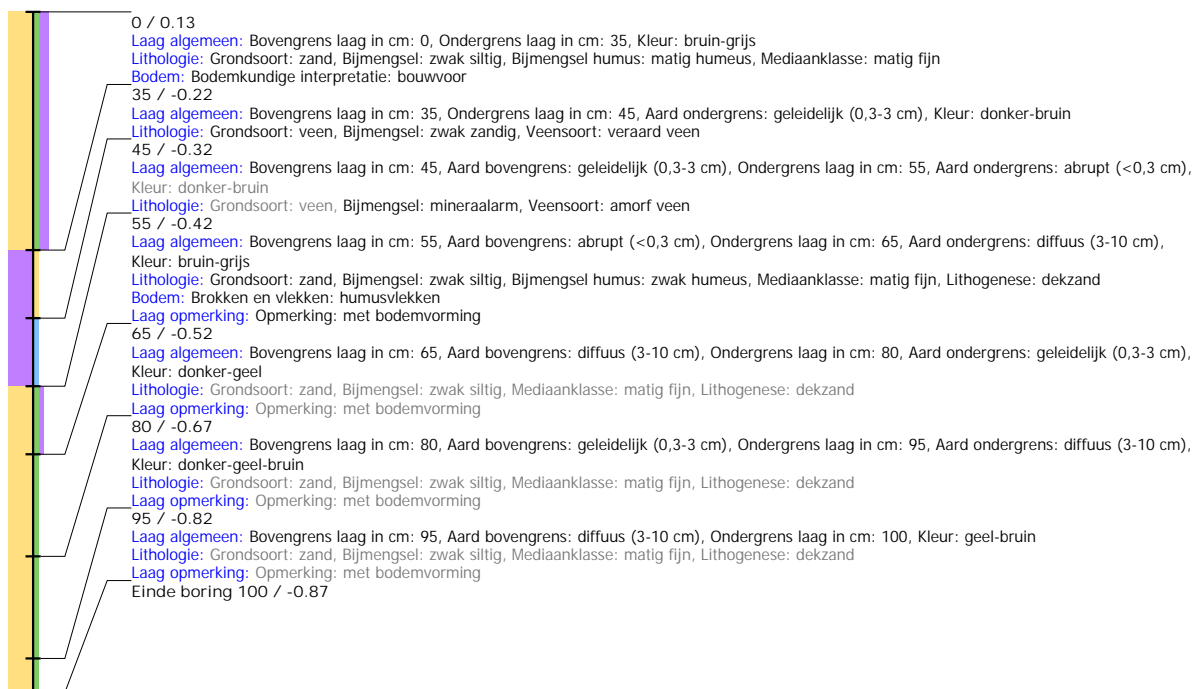 0 / 0.13
Laag algemeen: Bovengrens laag in cm: 0, Ondergrens laag in cm: 35, Kleur: bruin-grijs
Lithologie: Grondsoort: zand, Bijmengsel: zwak siltig, Bijmengsel humus: matig humeus, Mediaanklasse: matig fijn
Bodem: Bodemkundige interpretatie: bouwvoor
35 / -0.22
Laag algemeen: Bovengrens laag in cm: 35, Ondergrens laag in cm: 45, Aard ondergrens: geleidelijk (0,3-3 cm), Kleur: donker-bruin
Lithologie: Grondsoort: veen, Bijmengsel: zwak zandig, Veensoort: veraard veen
45 / -0.32
Laag algemeen: Bovengrens laag in cm: 45, Aard bovengrens: geleidelijk (0,3-3 cm), Ondergrens laag in cm: 55, Aard ondergrens: abrupt (<0,3 cm),
Kleur: donker-bruin
Lithologie: Grondsoort: veen, Bijmengsel: mineraalarm, Veensoort: amorf veen
55 / -0.42
Laag algemeen: Bovengrens laag in cm: 55, Aard bovengrens: abrupt (<0,3 cm), Ondergrens laag in cm: 65, Aard ondergrens: diffuus (3-10 cm),
Kleur: bruin-grijs
Lithologie: Grondsoort: zand, Bijmengsel: zwak siltig, Bijmengsel humus: zwak humeus, Mediaanklasse: matig fijn, Lithogenese: dekzand
Bodem: Brokken en vlekken: humusvlekken
Laag opmerking: Opmerking: met bodemvorming
65 / -0.52
Laag algemeen: Bovengrens laag in cm: 65, Aard bovengrens: diffuus (3-10 cm), Ondergrens laag in cm: 80, Aard ondergrens: geleidelijk (0,3-3 cm),
Kleur: donker-geel
Lithologie: Grondsoort: zand, Bijmengsel: zwak siltig, Mediaanklasse: matig fijn, Lithogenese: dekzand
Laag opmerking: Opmerking: met bodemvorming
80 / -0.67
Laag algemeen: Bovengrens laag in cm: 80, Aard bovengrens: geleidelijk (0,3-3 cm), Ondergrens laag in cm: 95, Aard ondergrens: diffuus (3-10 cm),
Kleur: donker-geel-bruin
Lithologie: Grondsoort: zand, Bijmengsel: zwak siltig, Mediaanklasse: matig fijn, Lithogenese: dekzand
Laag opmerking: Opmerking: met bodemvorming
95 / -0.82
Laag algemeen: Bovengrens laag in cm: 95, Aard bovengrens: diffuus (3-10 cm), Ondergrens laag in cm: 100, Kleur: geel-bruin
Lithologie: Grondsoort: zand, Bijmengsel: zwak siltig, Mediaanklasse: matig fijn, Lithogenese: dekzand
Laag opmerking: Opmerking: met bodemvorming
Einde boring 100 / -0.87